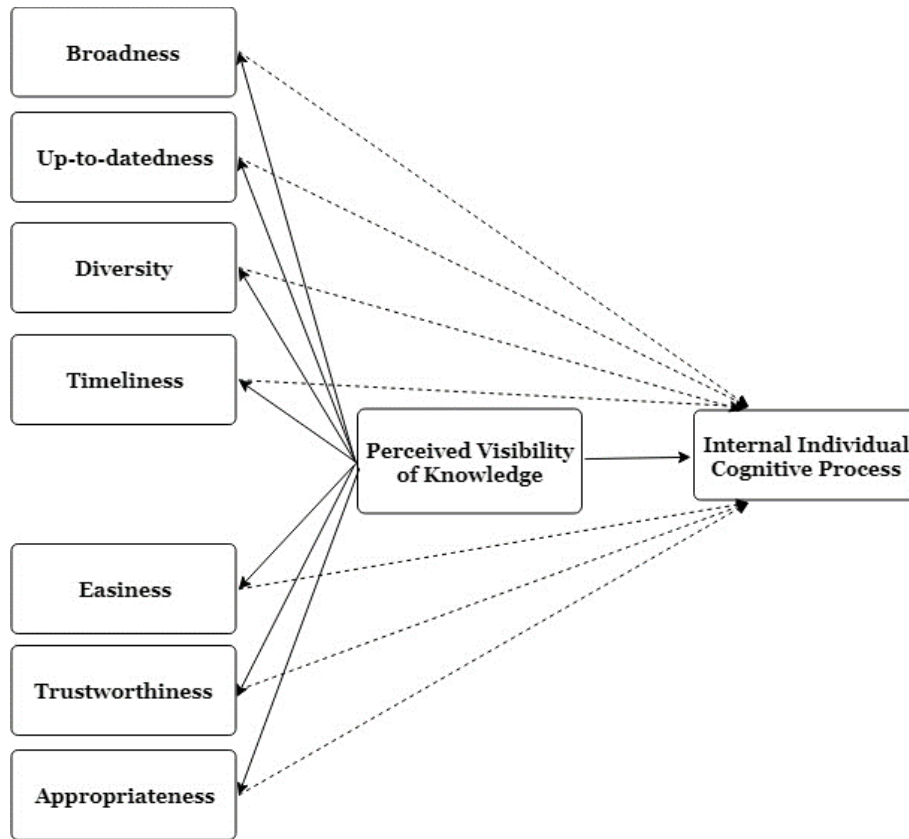 Broadness
Up-to-datedness
Diversity
Timeliness
Perceived Visibility
of Knowledge
Internal Individual
Cognitive Process
Easiness
Trustworthiness
Appropriateness